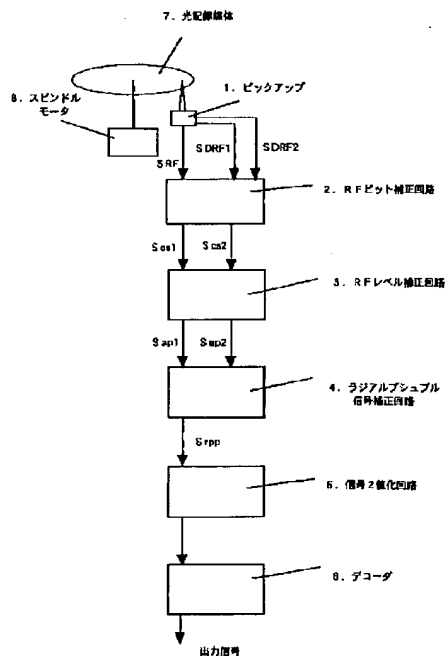 7．光記録媒体
8．スピンドル
モータ
1．ピックアップ
SRF
SDRF1
SDRF2
2．RFピット補正回路
Scs1
Scs2
3．RFレベル補正回路
Sap1
Sap2
4．ラジアルプシュプル
信号補正回路
Srpp
5．信号2値化回路
6．デコーダ
出力信号